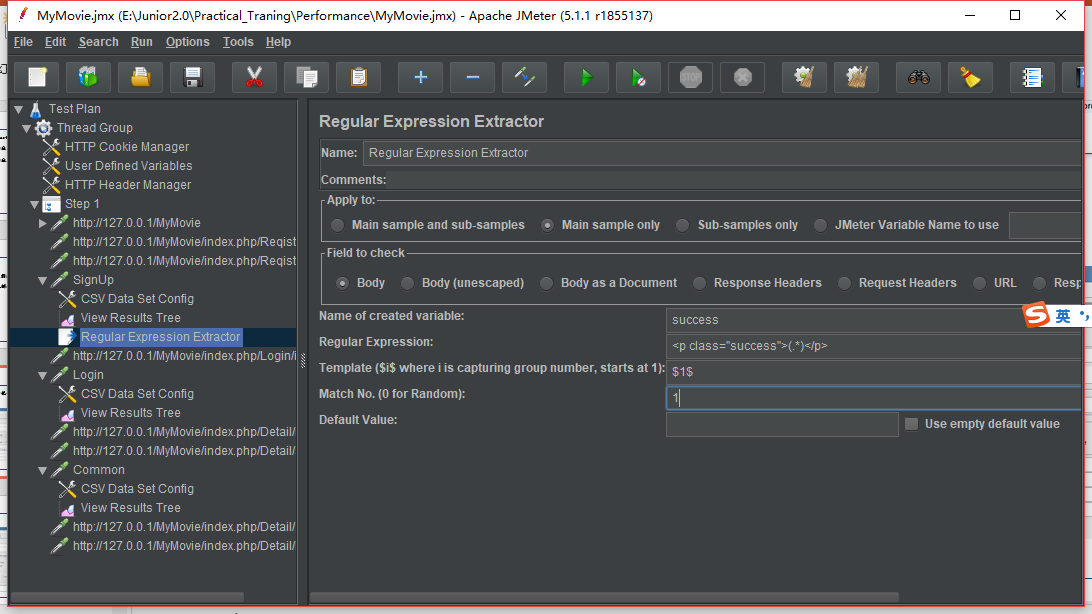 MyMovie.jmx (E:\Junior2.0\Practical_Traning\Performance\MyMovie.jmx) - Apache JMeter (5.1.1 r1855137)
File Edit Search Run Options Tools Help
STOP
Test Plan
Thread Group
HTTP Cookie Manager
User Defined Variables
HTTP Header Manager
Step 1
http://127.0.0.1/MyMovie
http://127.0.0.1/MyMovie/index.php/Regist
http://127.0.0.1/MyMovie/index.php/Regist
SignUp
CSV Data Set Config
View Results Tree
Regular Expression Extractor
http://127.0.0.1/MyMovie/index.php/Login/i
Login
CSV Data Set Config
View Results Tree
http://127.0.0.1/MyMovie/index.php/Detail/
http://127.0.0.1/MyMovie/index.php/Detail/
Common
CSV Data Set Config
View Results Tree
http://127.0.0.1/MyMovie/index.php/Detail/
http://127.0.0.1/MyMovie/index.php/Detail/
Regular Expression Extractor
Name: Regular Expression Extractor
Comments:
Apply to:
Main sample and sub-samples Main sample only Sub-samples only JMeter Variable Name to use
Field to check
Body Body (unescaped) Body as a Document Response Headers Request Headers URL Resp
Name of created variable: success
Regular Expression: <p class="success">(.*)</p>
Template ($i$ where i is capturing group number, starts at 1): $1$
Match No. (0 for Random): 1
Default Value: Use empty default value
S 英